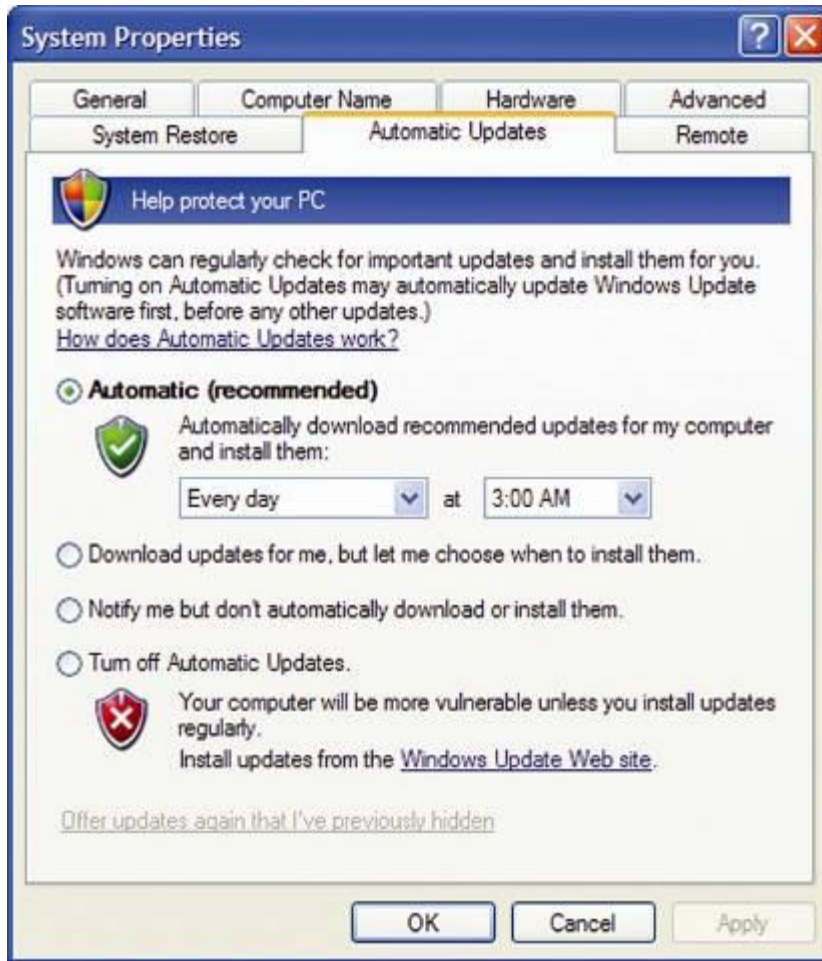 System Properties
General Computer Name Hardware Advanced
System Restore Automatic Updates Remote
Help protect your PC
Windows can regularly check for important updates and install them for you.
(Turning on Automatic Updates may automatically update Windows Update
software first, before any other updates.)
How does Automatic Updates work?
Automatic (recommended)
Automatically download recommended updates for my computer
and install them:
Every day at 3:00 AM
Download updates for me, but let me choose when to install them.
Notify me but don't automatically download or install them.
Turn off Automatic Updates.
Your computer will be more vulnerable unless you install updates
regularly.
Install updates from the Windows Update Web site.
Offer updates again that I've previously hidden
OK Cancel Apply